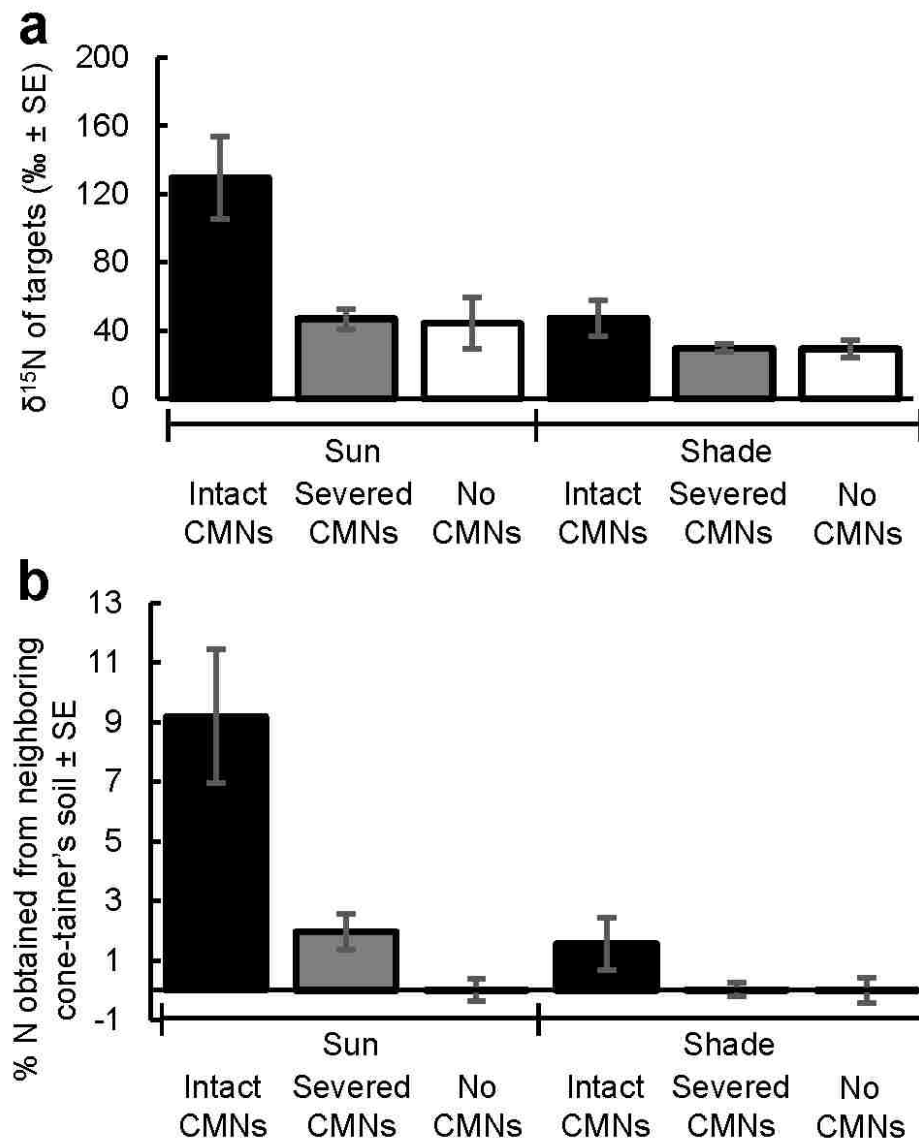 a
δ¹⁵N of targets (‰ ± SE)
200
160
120
80
40
0
Sun Shade
Intact Severed No Intact Severed No
CMNs CMNs CMNs CMNs CMNs CMNs
b
% N obtained from neighboring
cone-tainer's soil ± SE
13
11
9
7
5
3
1
-1
Sun Shade
Intact Severed No Intact Severed No
CMNs CMNs CMNs CMNs CMNs CMNs